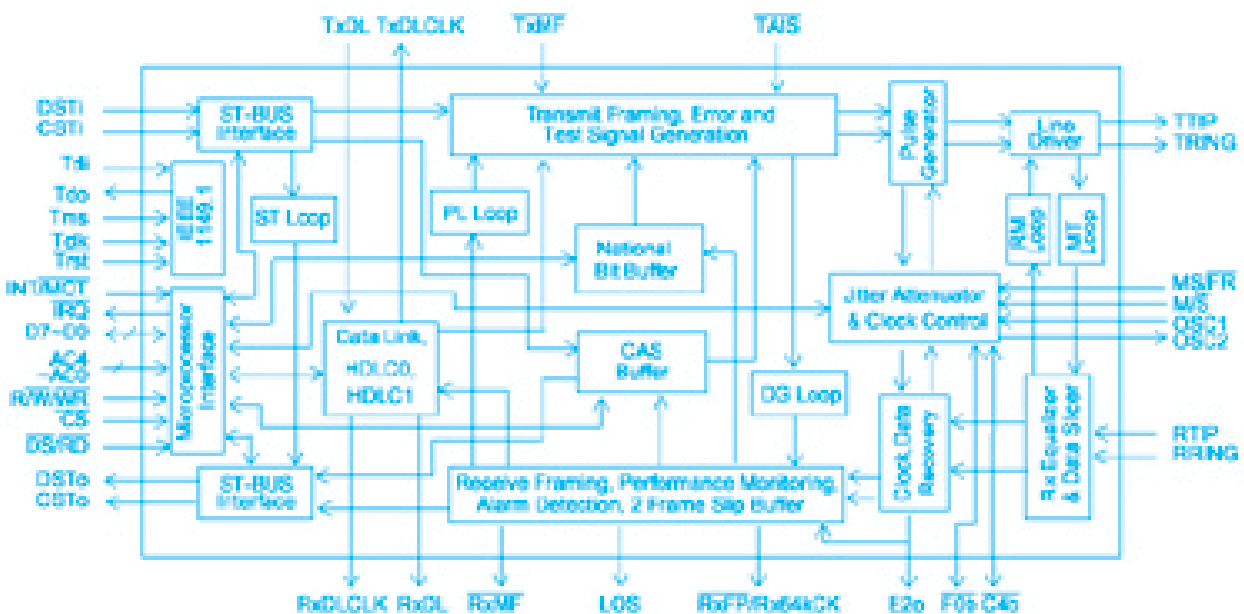 TxDL TxDLCLK TxMF TAIS
DSTi
CSTi
ST-BUS
Interface
Transmit Framing, Error and
Test Signal Generation
Pulse
Generator
Line
Driver
TTIP
TRING
Tdi
Tdo
Tms
Tclk
Trst
IEEE
1149.1
ST Loop
PL Loop
National
Bit Buffer
RM
Loop
MT
Loop
INT/MOT
IRQ
D7~D0
AC4
~AC0
R/W/WR
CS
DS/RD
Microprocessor
Interface
Data Link,
HDLC0,
HDLC1
CAS
Buffer
Jitter Attenuator
& Clock Control
MS/FR
M/S
OSC1
OSC2
DG Loop
Clock,Data
Recovery
Rx Equalizer
& Data Slicer
RTIP
RRING
DSTo
CSTo
ST-BUS
Interface
Receive Framing, Performance Monitoring,
Alarm Detection, 2 Frame Slip Buffer
RxDLCLK RxDL RxMF LOS RxFP/Rx64kCK E2o F0b C4b